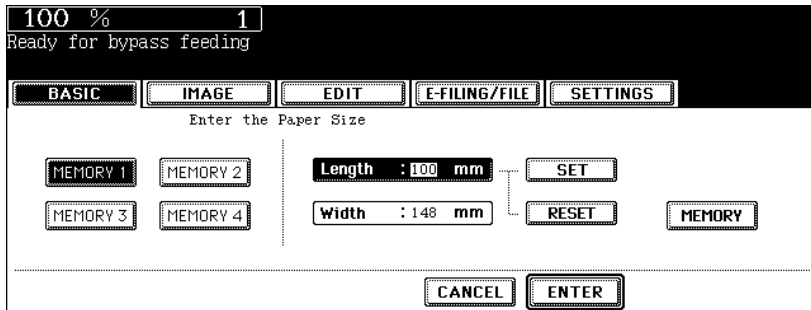 100 % 1
Ready for bypass feeding
BASIC IMAGE EDIT E-FILING/FILE SETTINGS
Enter the Paper Size
MEMORY 1 MEMORY 2 Length :100 mm SET
MEMORY 3 MEMORY 4 Width :148 mm RESET MEMORY
CANCEL ENTER